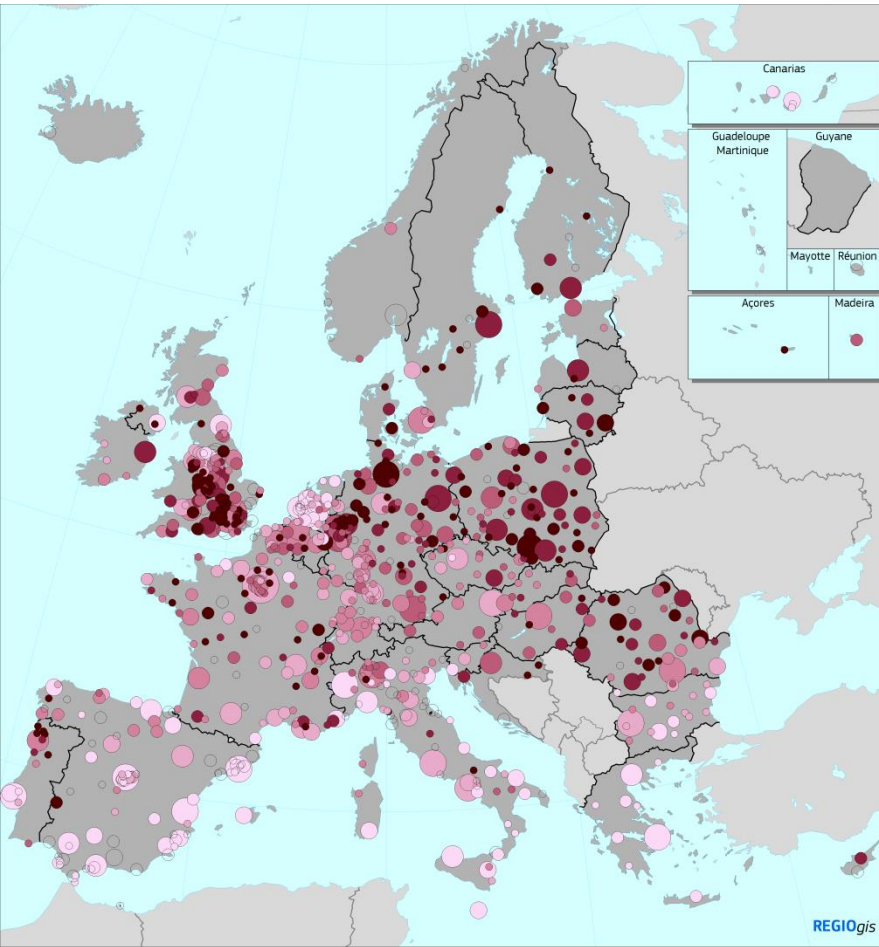 Canarias
Guadeloupe
Martinique
Guyane
Mayotte
Réunion
Açores
Madeira
REGIOgis